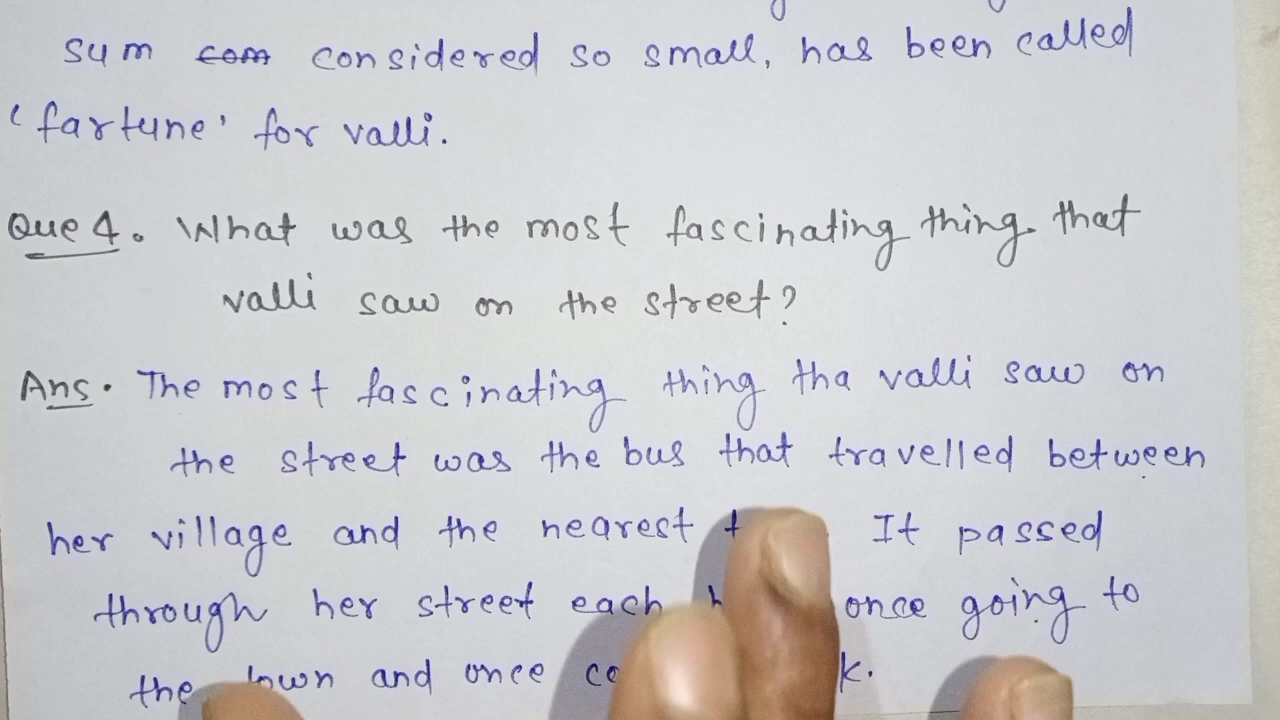 sum com considered so small, has been called
'fartune' for valli.
Que 4. What was the most fascinating thing. that
valli saw on the street?
Ans. The most fascinating thing tha valli saw on
the street was the bus that travelled between
her village and the nearest It passed
through her street each once going to
the town and once